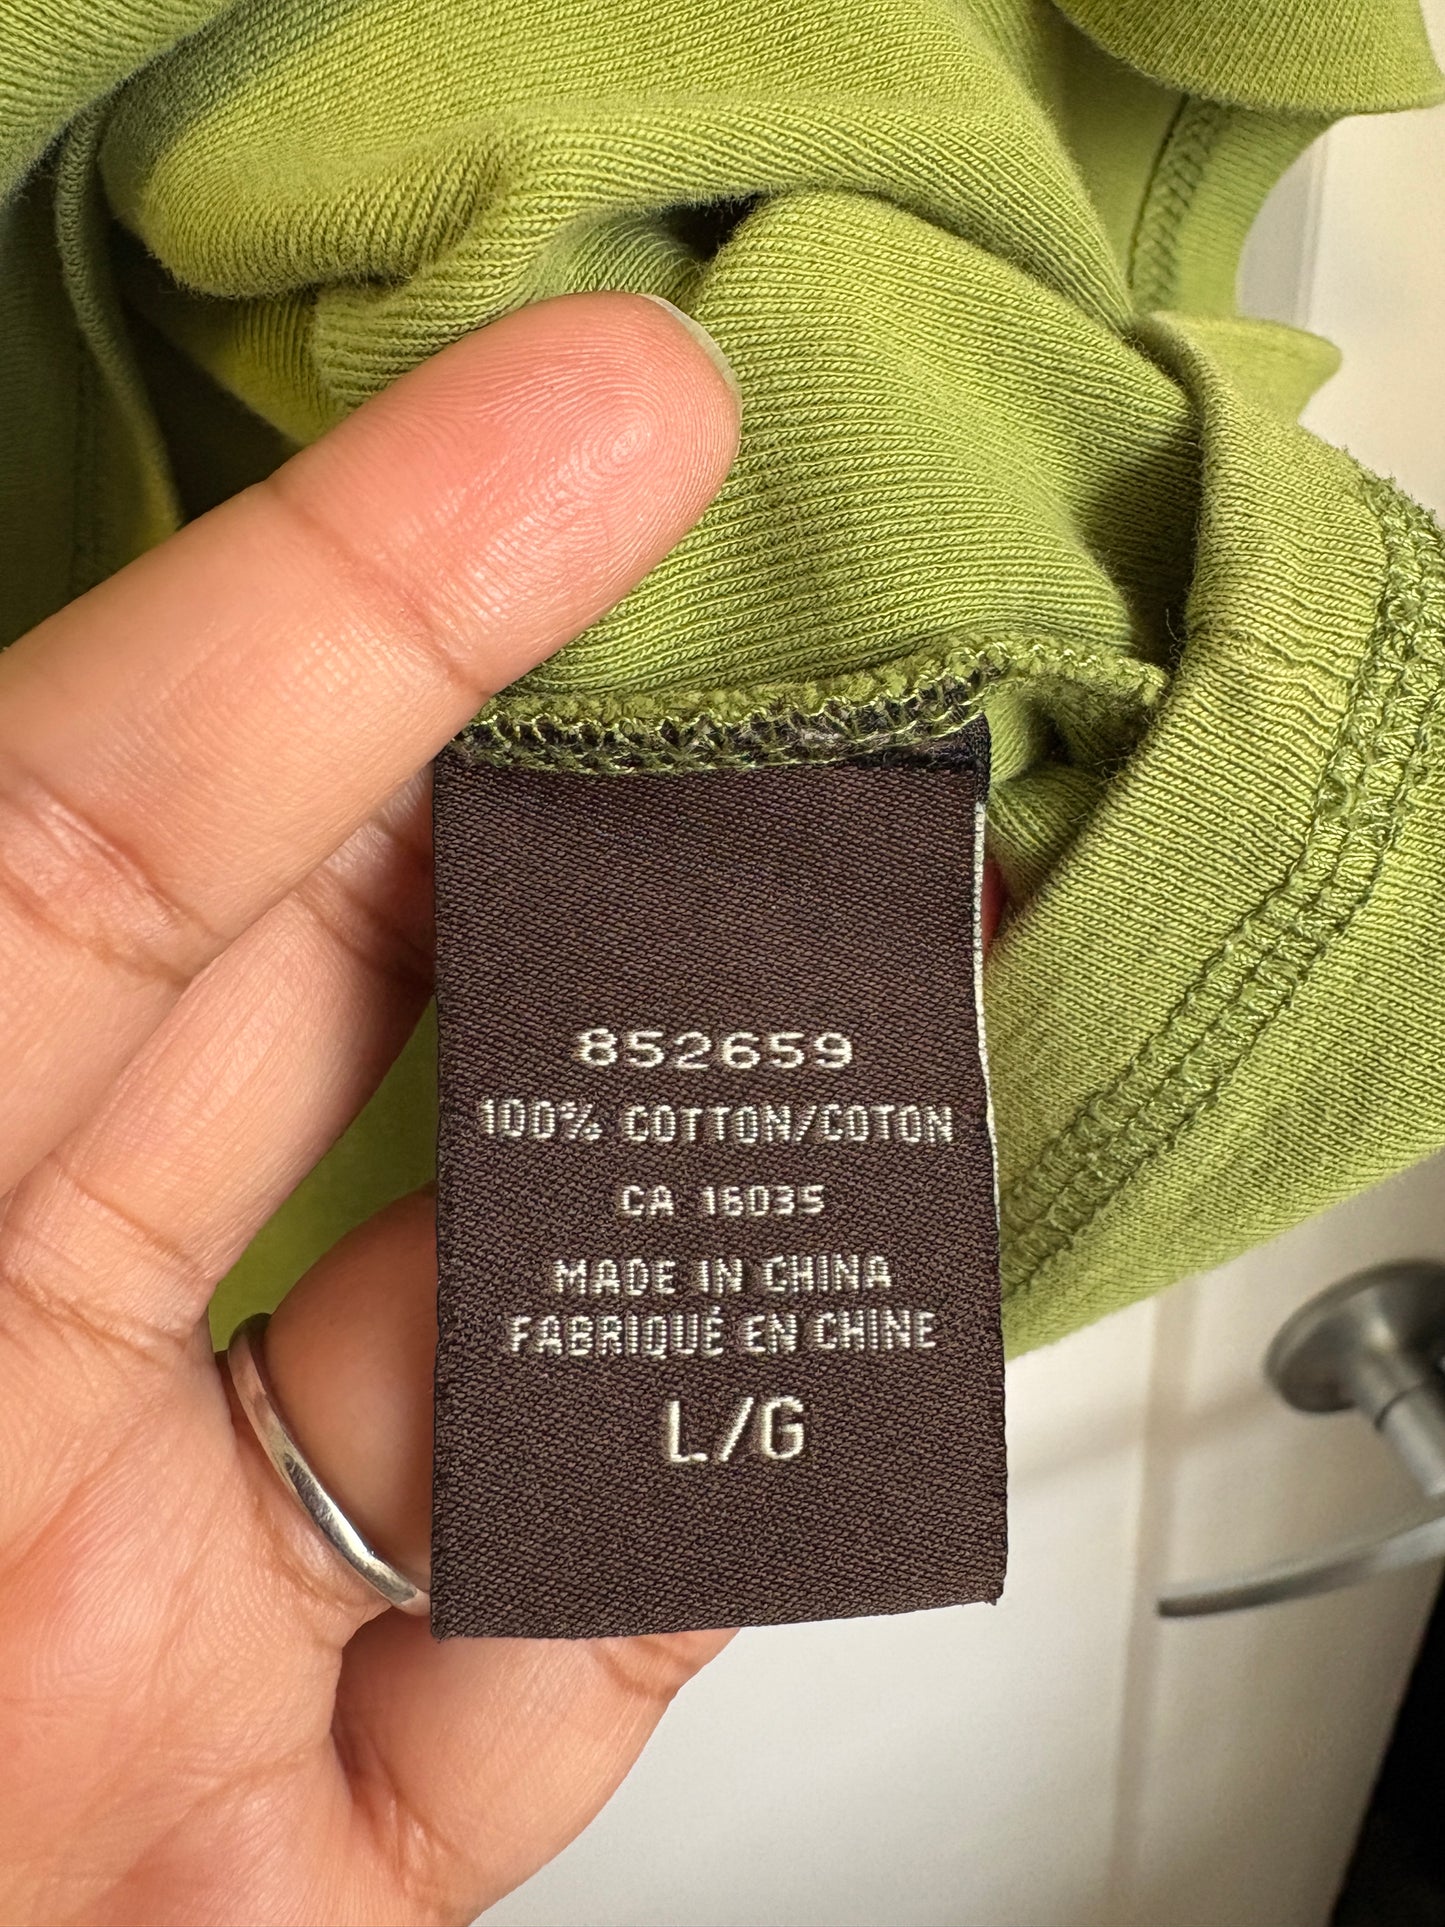 852659
100% COTTON/COTON
CA 16035
MADE IN CHINA
FABRIQUÉ EN CHINE
L/G